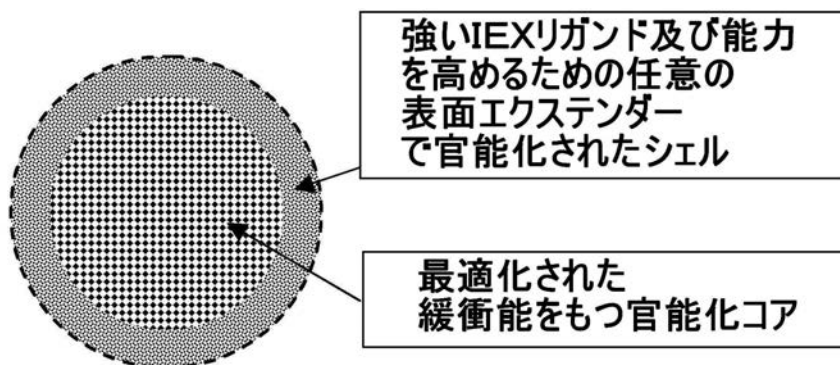 強いIEXリガンド及び能力
を高めるための任意の
表面エクステンダー
で官能化されたシェル
最適化された
緩衝能をもつ官能化コア